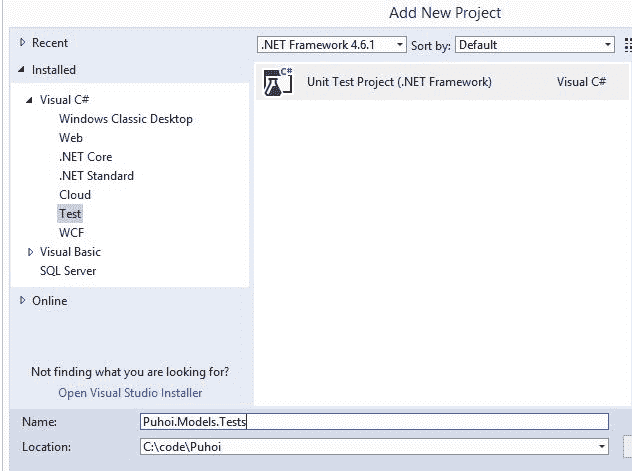 Add New Project
Recent
.NET Framework 4.6.1 Sort by: Default
Installed
C#
Unit Test Project (.NET Framework) Visual C#
Visual C#
Windows Classic Desktop
Web
.NET Core
.NET Standard
Cloud
Test
WCF
Visual Basic
SQL Server
Online
Not finding what you are looking for?
Open Visual Studio Installer
Name: Puhoi.Models.Tests
Location: C:\code\Puhoi